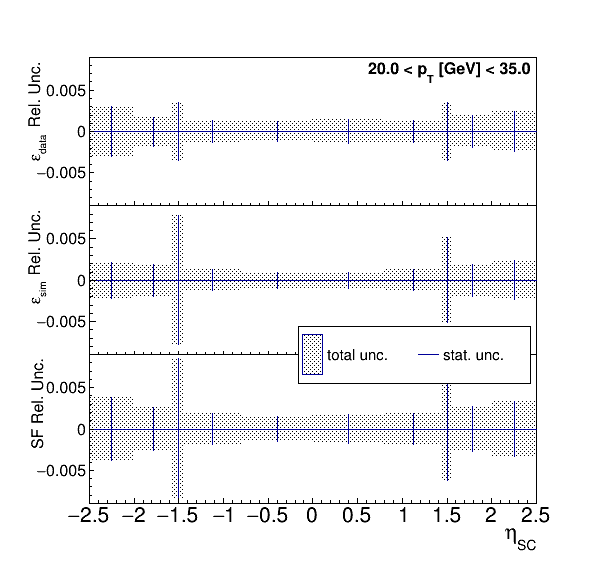 20.0 < p_T [GeV] < 35.0
ε_data Rel. Unc.
0.005
0
−0.005
ε_sim Rel. Unc.
0.005
0
−0.005
total unc.
stat. unc.
SF Rel. Unc.
0.005
0
−0.005
−2.5 −2 −1.5 −1 −0.5 0 0.5 1 1.5 2 2.5
η_SC